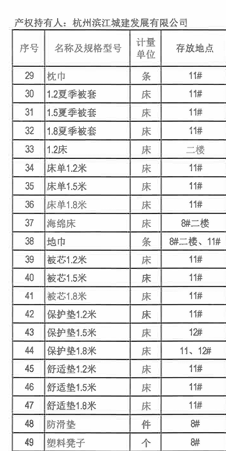 产权持有人：杭州滨江城建发展有限公司
序号 名称及规格型号 计量单位 存放地点
29 枕巾 条 11#
30 1.2夏季被套 床 11#
31 1.5夏季被套 床 11#
32 1.8夏季被套 床 11#
33 1.2床 床 二楼
34 床单1.2米 床 11#
35 床单1.5米 床 11#
36 床单1.8米 床 11#
37 海绵床 床 8#二楼
38 地巾 条 8#二楼、11#
39 被芯1.2米 床 11#
40 被芯1.5米 床 11#
41 被芯1.8米 床 11#
42 保护垫1.2米 床 11#
43 保护垫1.5米 床 12#
44 保护垫1.8米 床 11、12#
45 舒适垫1.2米 床 11#
46 舒适垫1.5米 床 11#
47 舒适垫1.8米 床 11#
48 防滑垫 件 8#
49 塑料凳子 个 8#